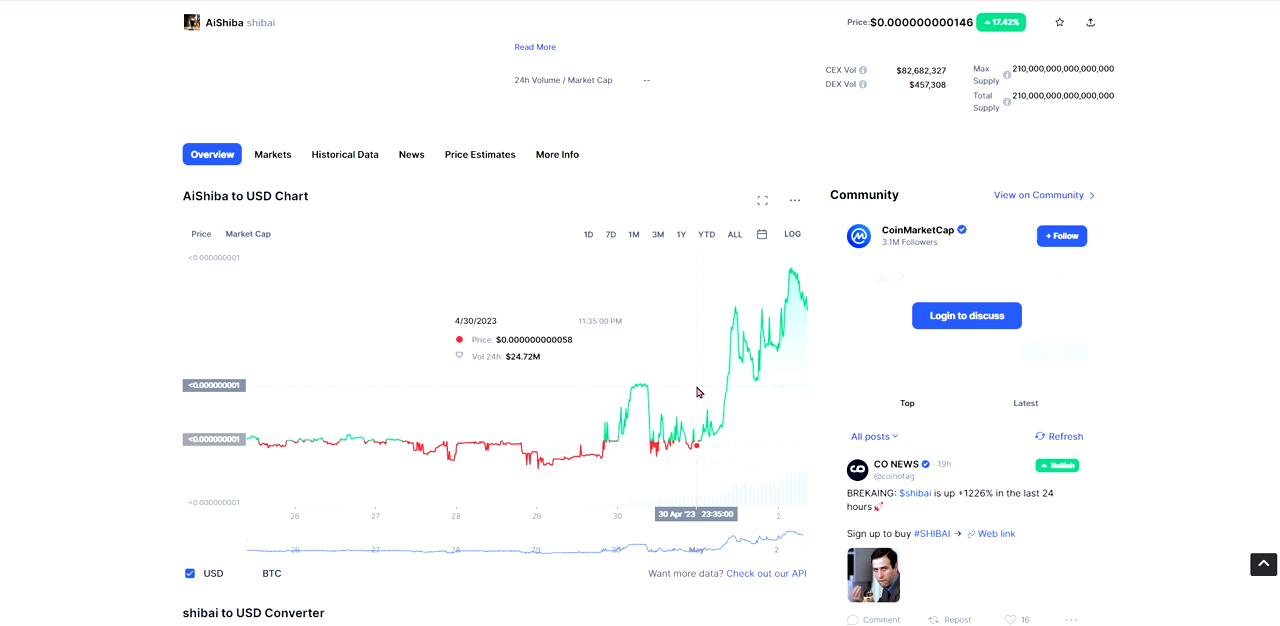 AiShiba shibai
Price:$0.000000000146 17.42%
Read More
24h Volume / Market Cap --
CEX Vol $82,682,327
DEX Vol $457,308
Max Supply 210,000,000,000,000,000
Total Supply 210,000,000,000,000,000
Overview Markets Historical Data News Price Estimates More Info
AiShiba to USD Chart
Price Market Cap
1D 7D 1M 3M 1Y YTD ALL LOG
<0.000000001
4/30/2023 11:35:00 PM
Price: $0.000000000058
Vol 24h: $24.72M
<0.000000001
<0.000000001
<0.000000001
26 27 28 29 30 30 Apr '23 23:35:00 2
25 27 28 29 30 May 2
USD BTC
Want more data? Check out our API
shibai to USD Converter
Community View on Community
CoinMarketCap
3.1M Followers
+ Follow
Login to discuss
Top Latest
All posts Refresh
CO NEWS · 19h
@coinotag
Bullish
BREKAING: $shibai is up +1226% in the last 24
hours🚀
Sign up to buy #SHIBAI → Web link
Comment Repost 16